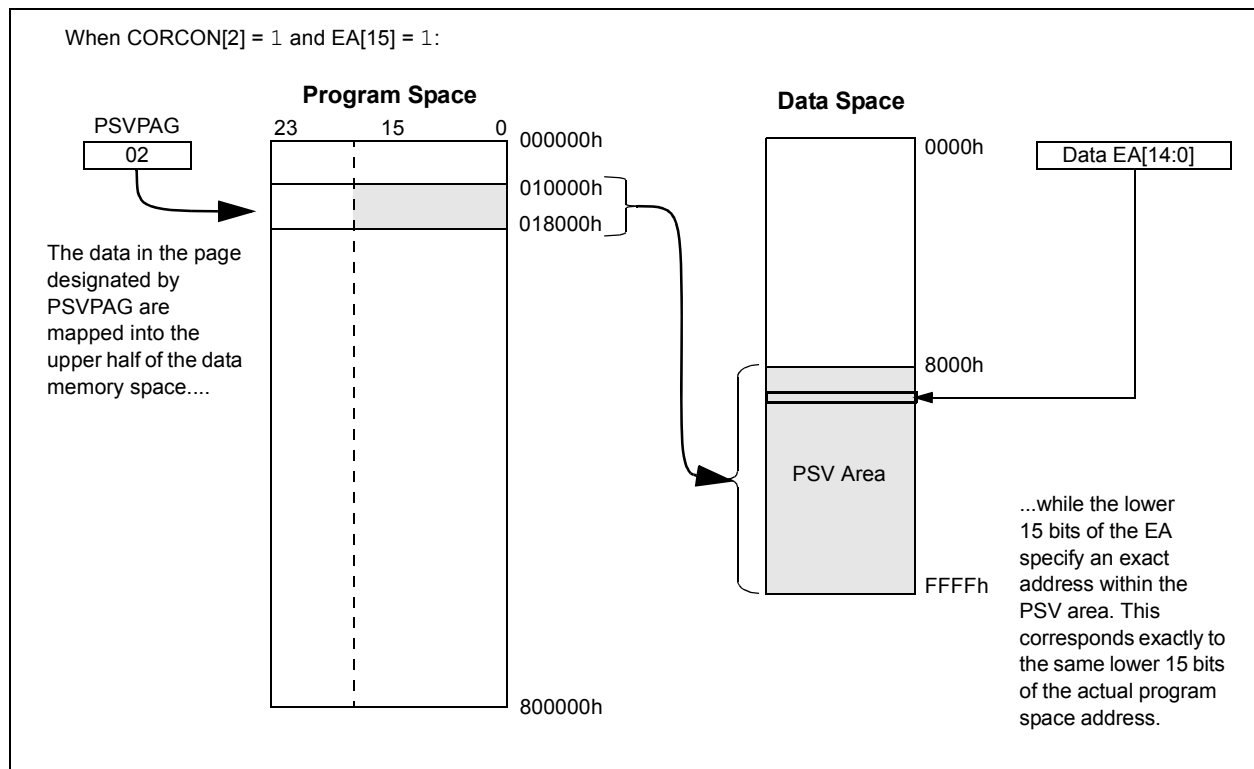 When CORCON[2] = 1 and EA[15] = 1:
Program Space
Data Space
PSVPAG
02
23 15 0
000000h
010000h
018000h
800000h
The data in the page
designated by
PSVPAG are
mapped into the
upper half of the data
memory space....
0000h
8000h
PSV Area
FFFFh
Data EA[14:0]
...while the lower
15 bits of the EA
specify an exact
address within the
PSV area. This
corresponds exactly to
the same lower 15 bits
of the actual program
space address.